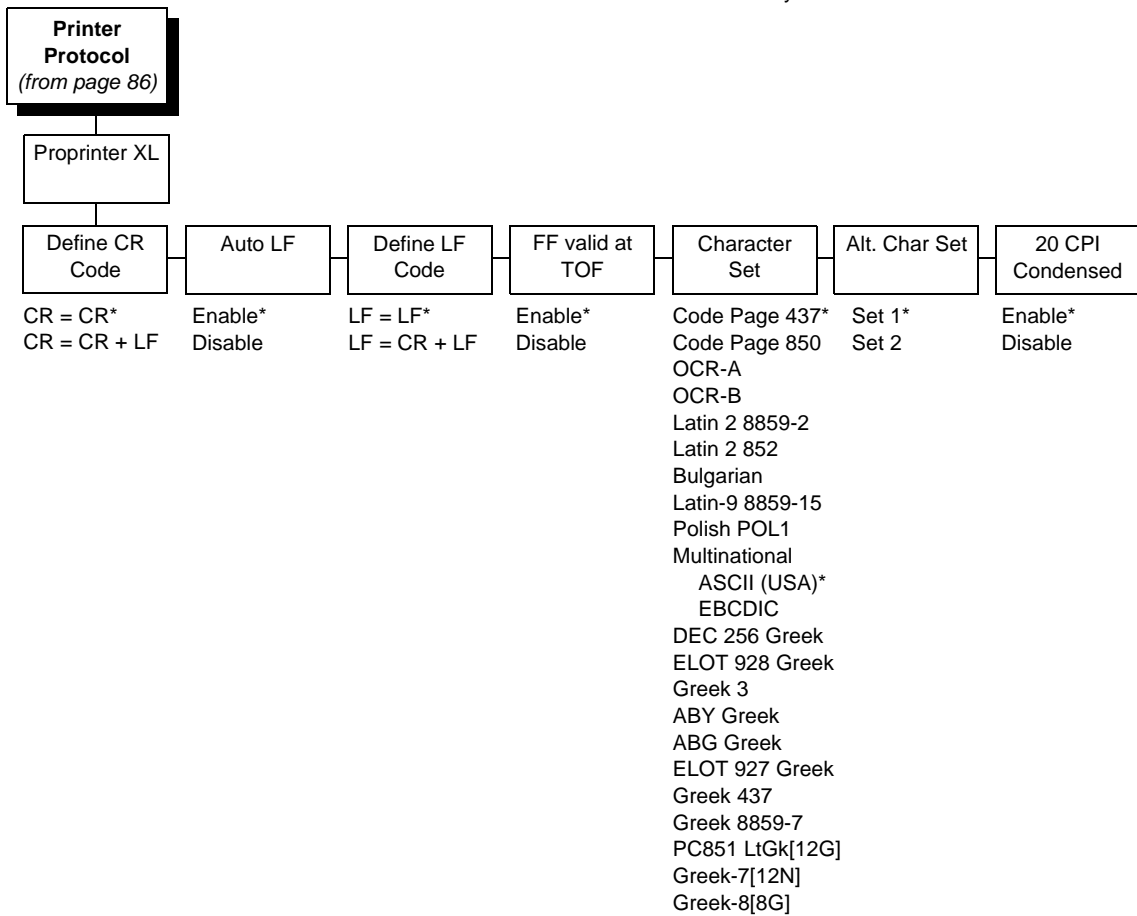 Printer
Protocol
(from page 86)
Proprinter XL
Define CR
Code
Auto LF
Define LF
Code
FF valid at
TOF
Character
Set
Alt. Char Set
20 CPI
Condensed
CR = CR*
CR = CR + LF
Enable*
Disable
LF = LF*
LF = CR + LF
Enable*
Disable
Code Page 437*
Code Page 850
OCR-A
OCR-B
Latin 2 8859-2
Latin 2 852
Bulgarian
Latin-9 8859-15
Polish POL1
Multinational
ASCII (USA)*
EBCDIC
DEC 256 Greek
ELOT 928 Greek
Greek 3
ABY Greek
ABG Greek
ELOT 927 Greek
Greek 437
Greek 8859-7
PC851 LtGk[12G]
Greek-7[12N]
Greek-8[8G]
Set 1*
Set 2
Enable*
Disable